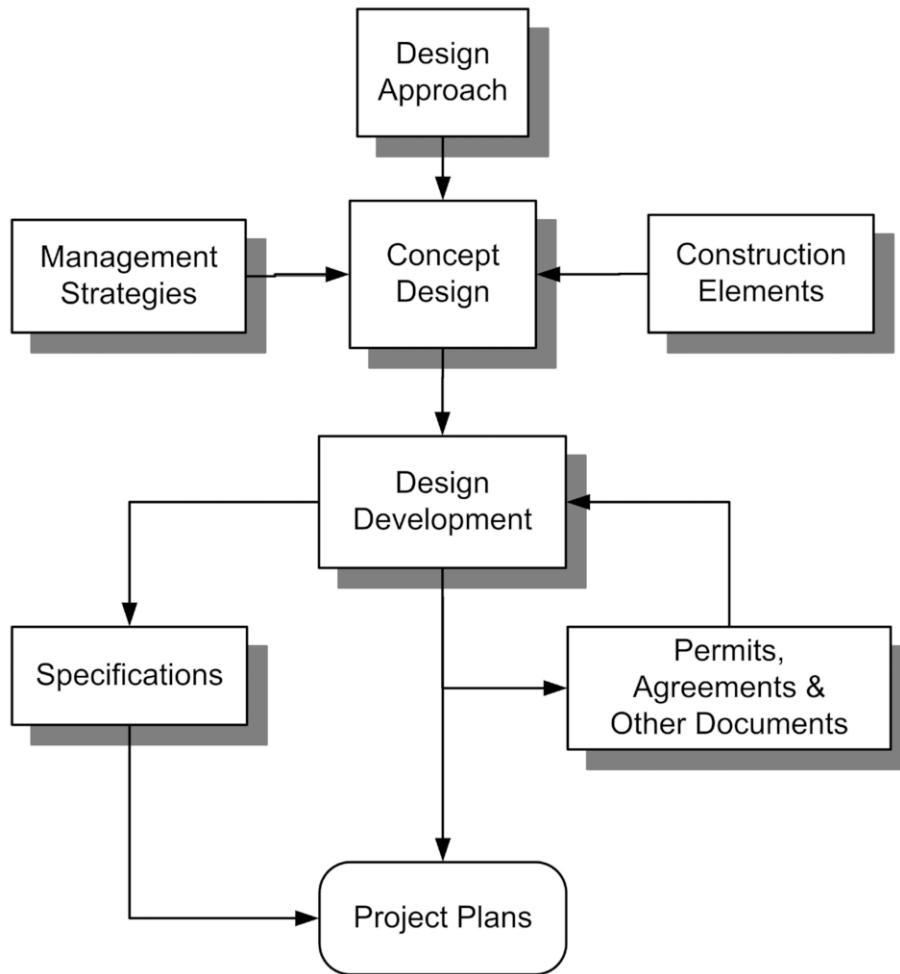 Design
Approach
Management
Strategies
Concept
Design
Construction
Elements
Design
Development
Specifications
Permits,
Agreements &
Other Documents
Project Plans